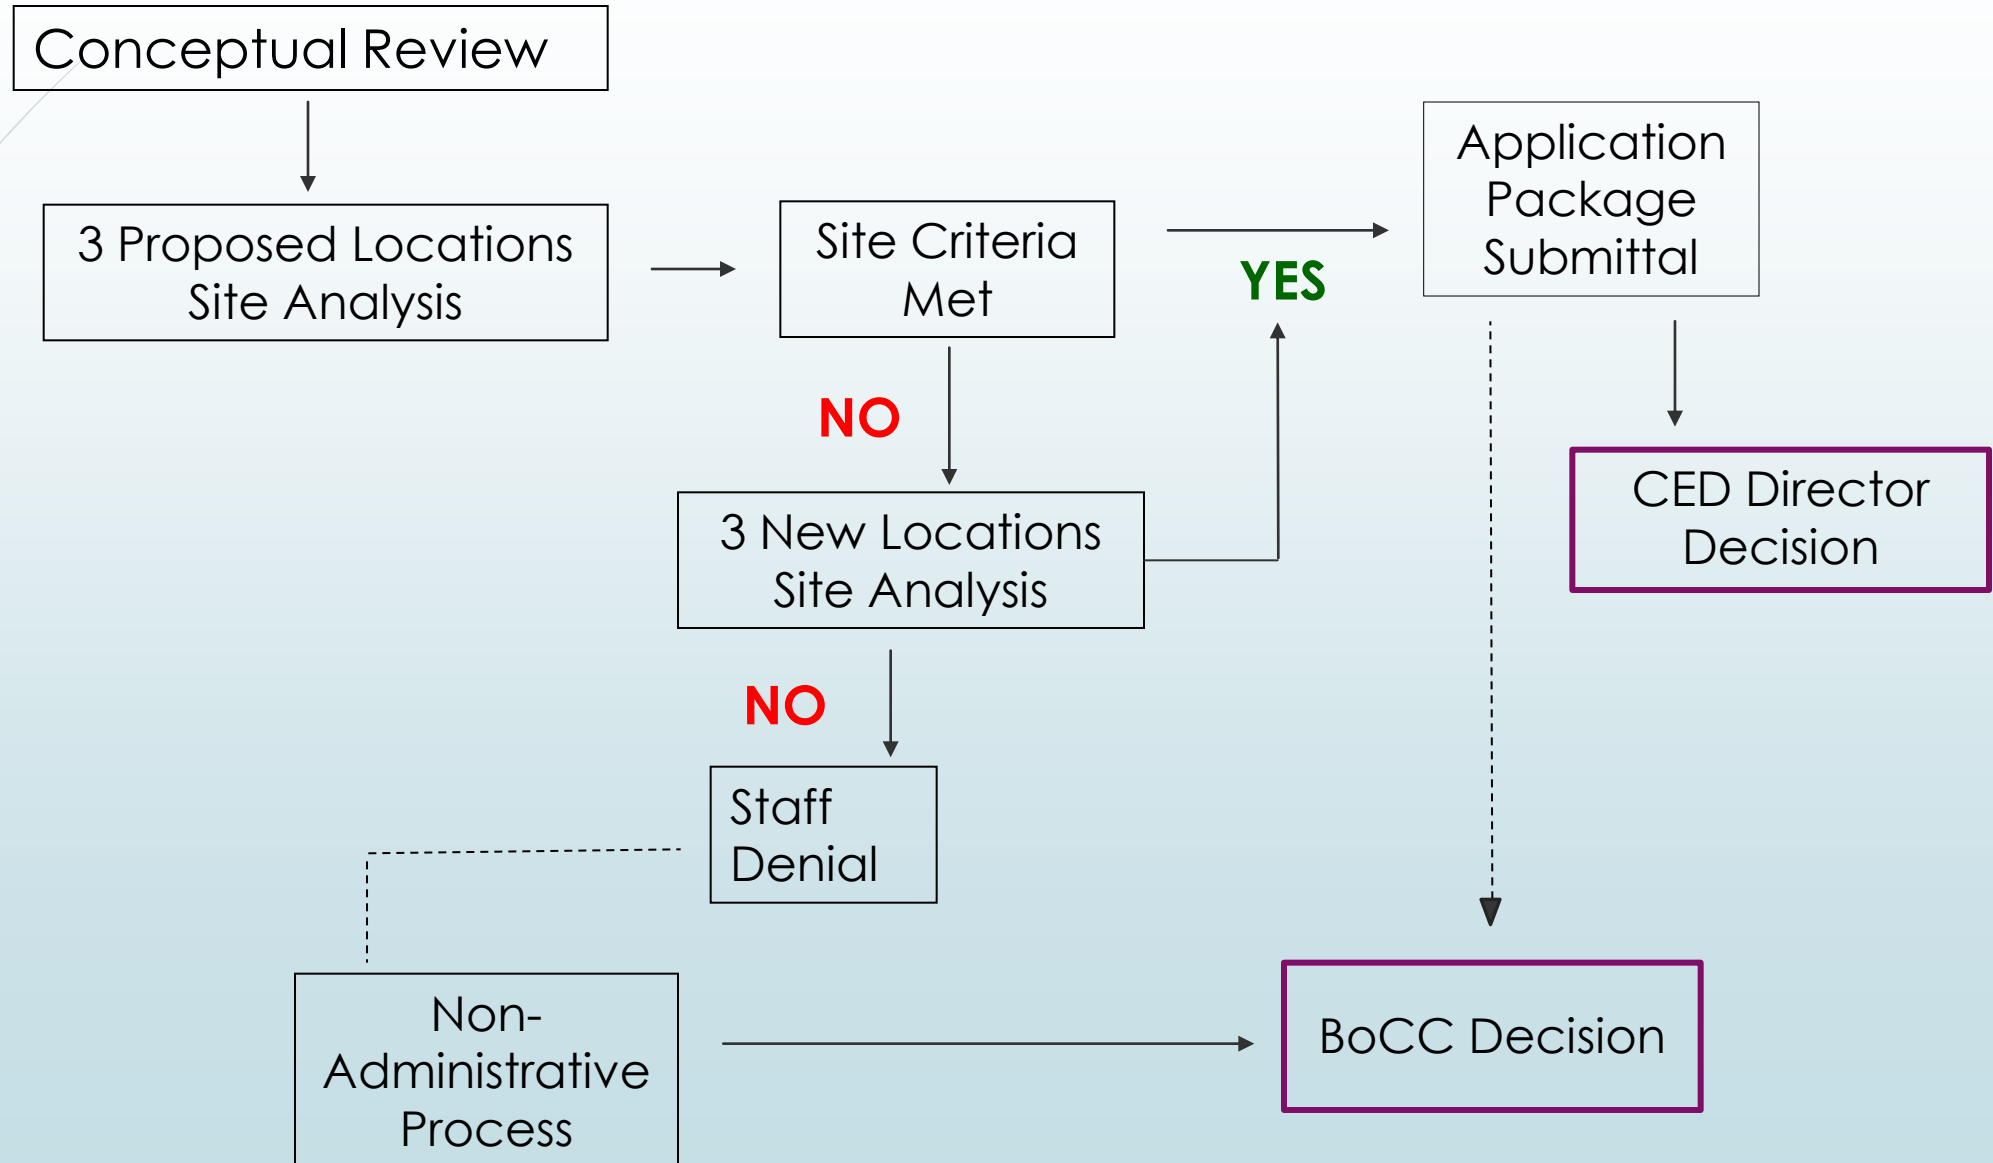 Conceptual Review
3 Proposed Locations
Site Analysis
Site Criteria
Met
YES
Application
Package
Submittal
NO
3 New Locations
Site Analysis
CED Director
Decision
NO
Staff
Denial
Non-
Administrative
Process
BoCC Decision